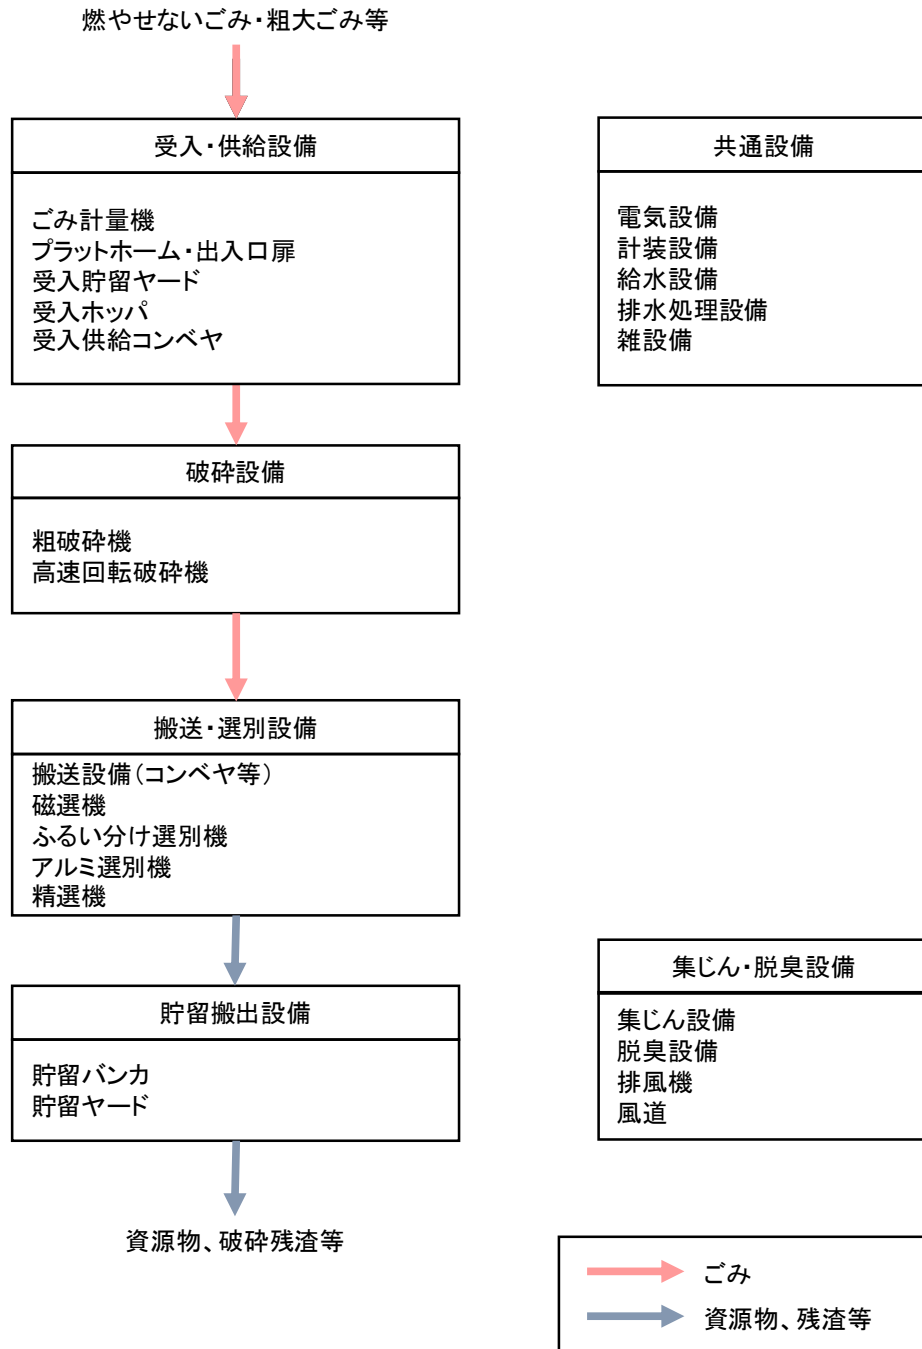 燃やせないごみ・粗大ごみ等
受入・供給設備
ごみ計量機
プラットホーム・出入口扉
受入貯留ヤード
受入ホッパ
受入供給コンベヤ
共通設備
電気設備
計装設備
給水設備
排水処理設備
雑設備
破砕設備
粗破砕機
高速回転破砕機
搬送・選別設備
搬送設備（コンベヤ等）
磁選機
ふるい分け選別機
アルミ選別機
精選機
貯留搬出設備
貯留バンカ
貯留ヤード
集じん・脱臭設備
集じん設備
脱臭設備
排風機
風道
資源物、破砕残渣等
ごみ
資源物、残渣等